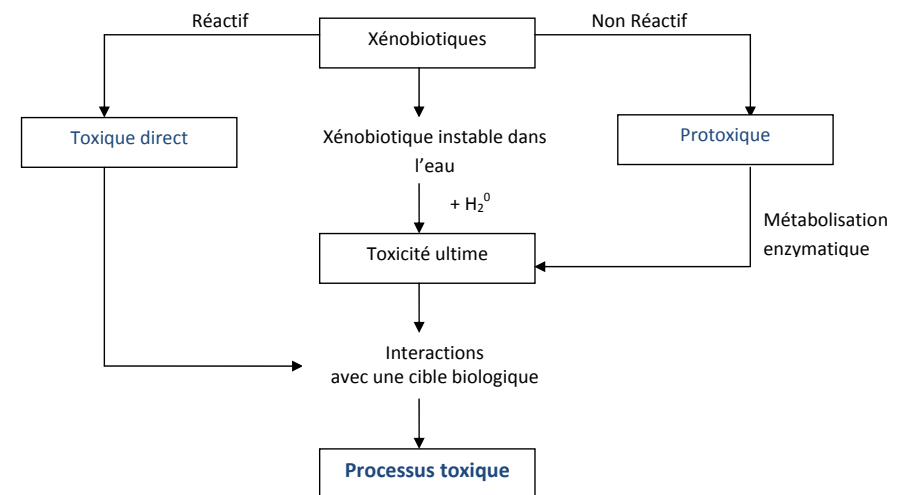 Réactif
Xénobiotiques
Non Réactif
Toxique direct
Xénobiotique instable dans
l’eau
Protoxique
+ H₂⁰
Métabolisation
enzymatique
Toxicité ultime
Interactions
avec une cible biologique
Processus toxique